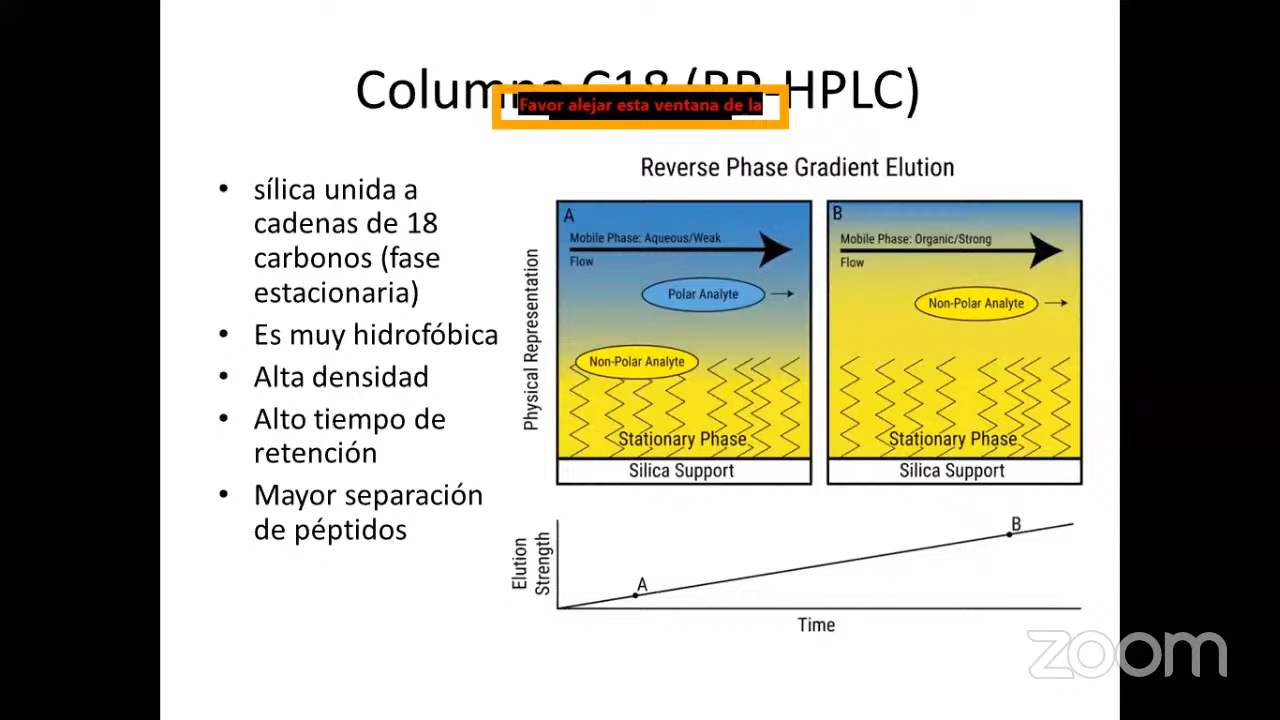 Columna C18 (RP-HPLC)
Favor alejar esta ventana de la
Reverse Phase Gradient Elution
• sílica unida a
cadenas de 18
carbonos (fase
estacionaria)
• Es muy hidrofóbica
• Alta densidad
• Alto tiempo de
retención
• Mayor separación
de péptidos
Physical Representation
A
Mobile Phase: Aqueous/Weak
Flow
Polar Analyte
Non-Polar Analyte
Stationary Phase
Silica Support
B
Mobile Phase: Organic/Strong
Flow
Non-Polar Analyte
Stationary Phase
Silica Support
Elution
Strength
A
B
Time
zoom